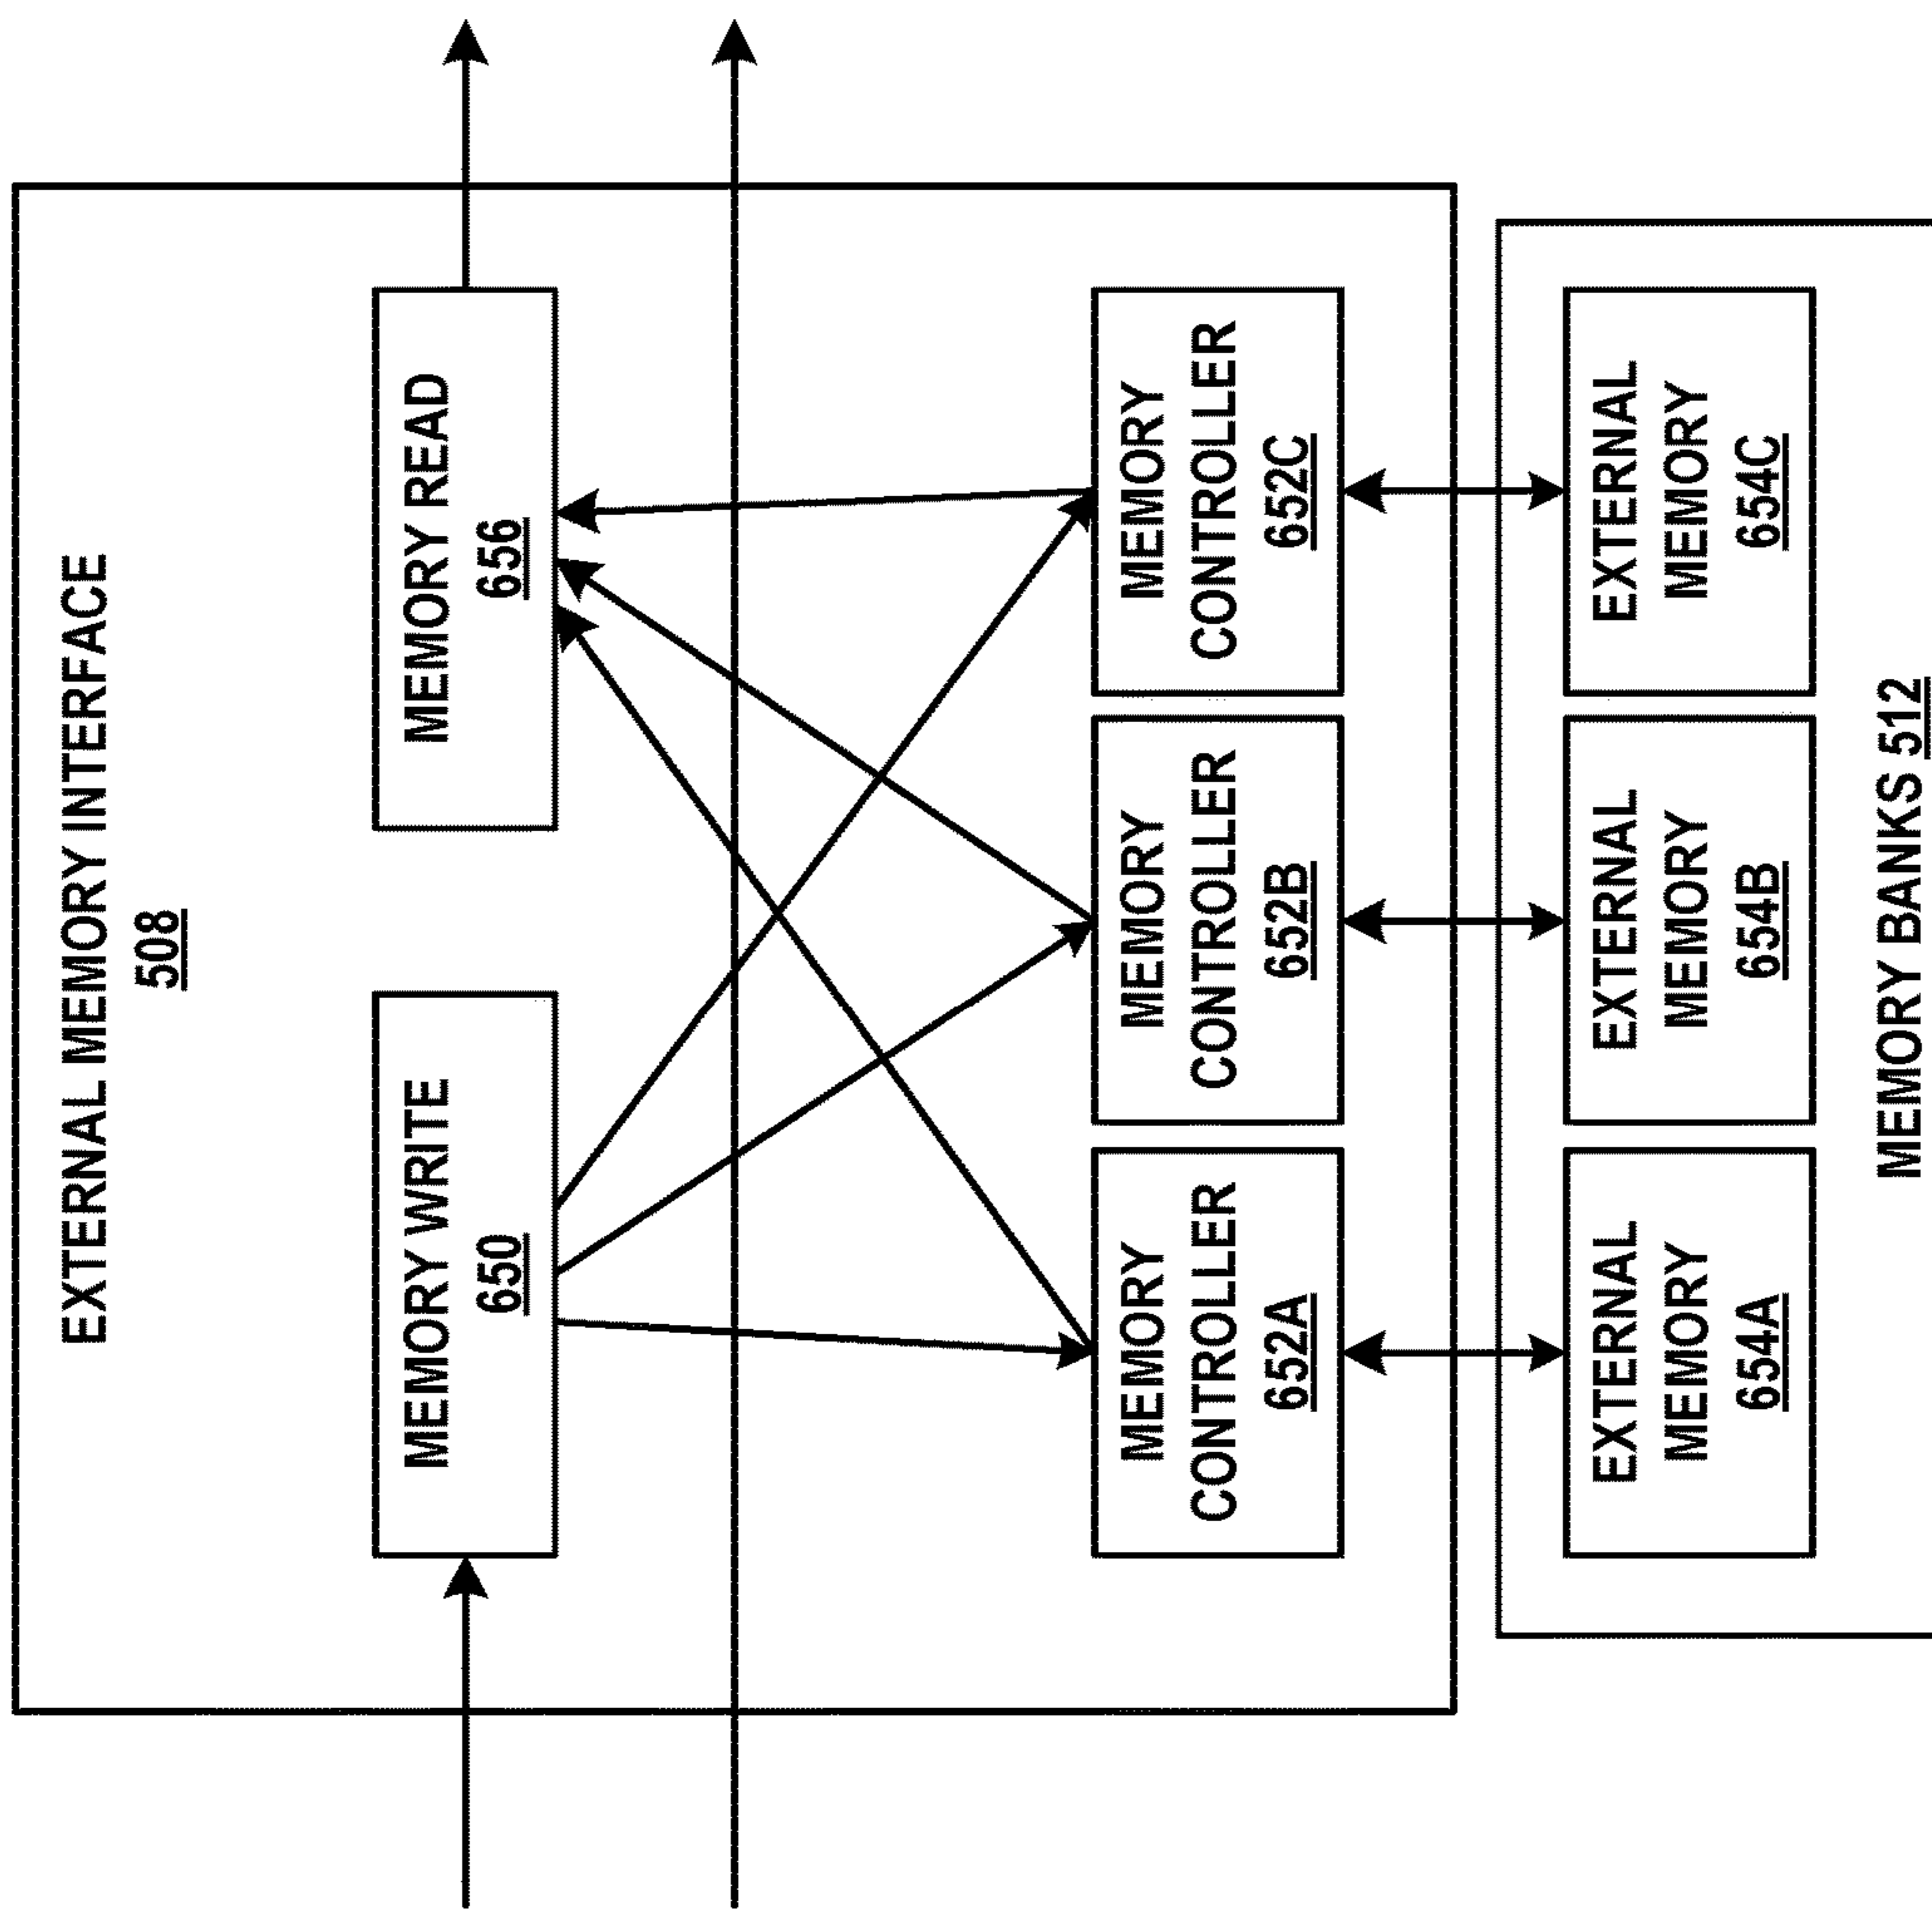 EXTERNAL MEMORY INTERFACE
508
MEMORY WRITE
650
MEMORY READ
656
MEMORY
CONTROLLER
652A
MEMORY
CONTROLLER
652B
MEMORY
CONTROLLER
652C
EXTERNAL
MEMORY
654A
EXTERNAL
MEMORY
654B
EXTERNAL
MEMORY
654C
MEMORY BANKS 512